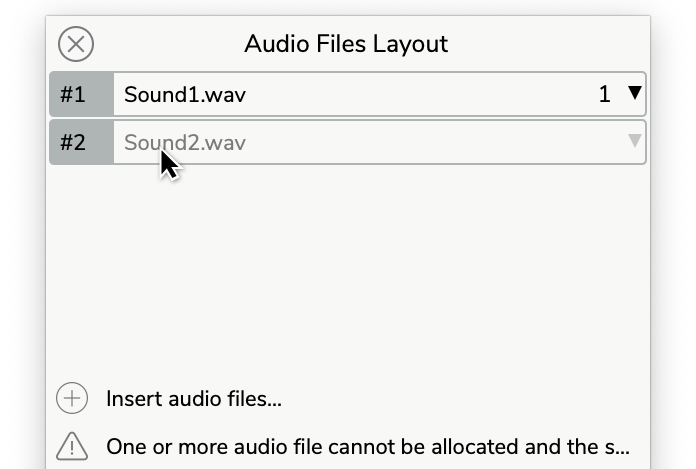 Audio Files Layout
#1 Sound1.wav 1 ▼
#2 Sound2.wav ▼
Insert audio files...
One or more audio file cannot be allocated and the s...